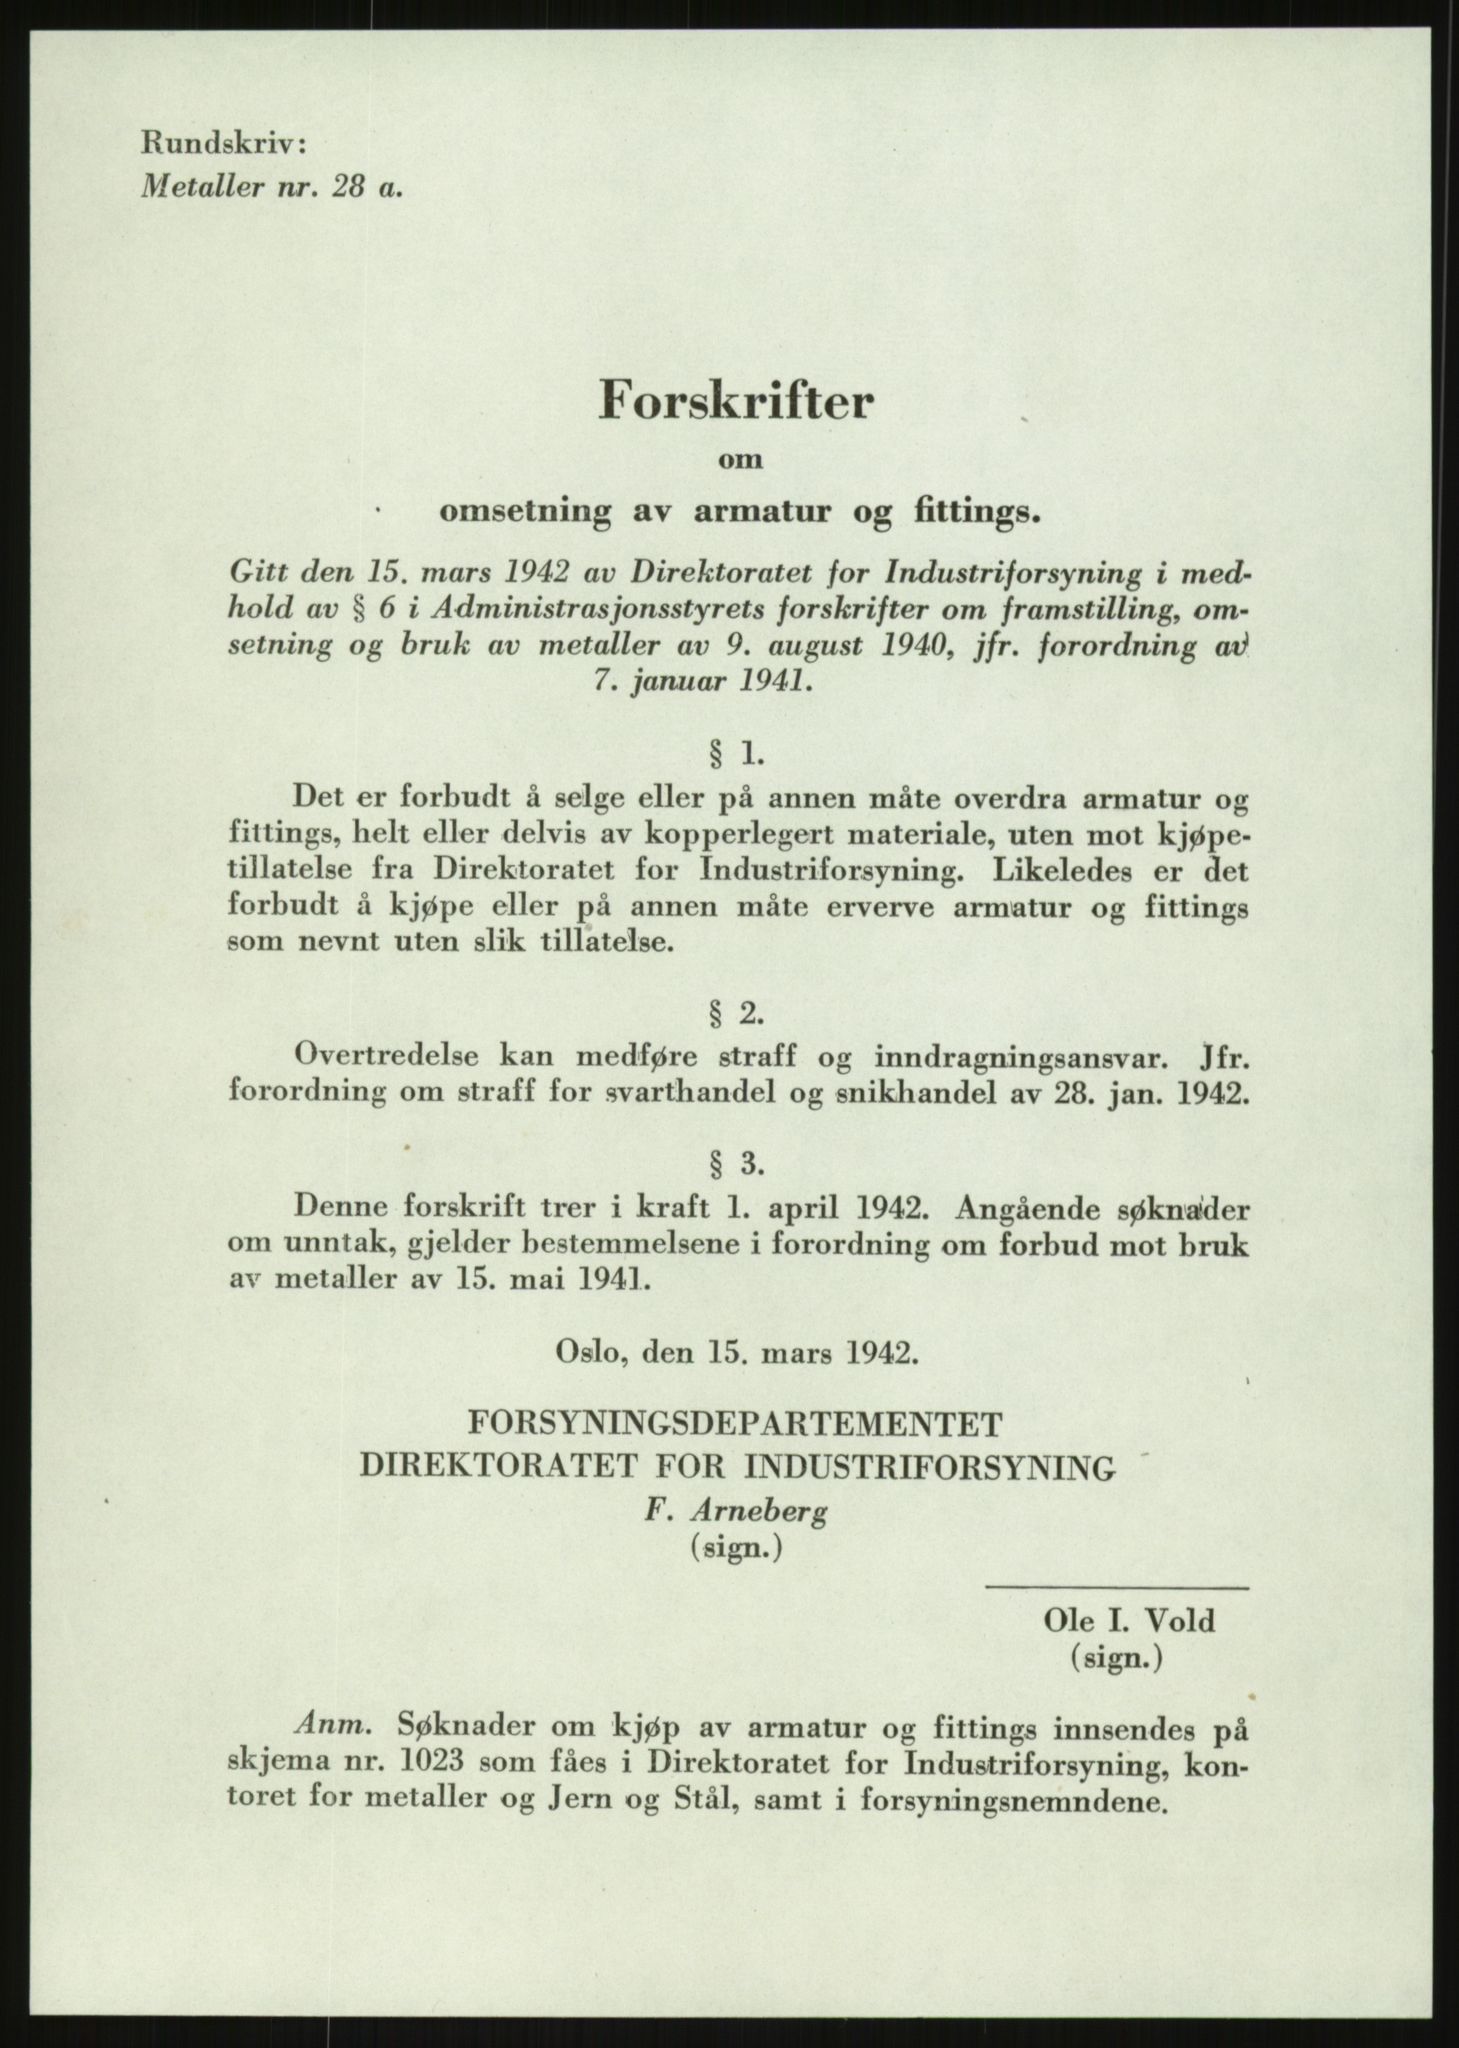 Rundskriv:
Metaller nr. 28 a.
Forskrifter
om
omsetning av armatur og fittings.
Gitt den 15. mars 1942 av Direktoratet for Industriforsyning i med-
hold av § 6 i Administrasjonsstyrets forskrifter om framstilling, om-
setning og bruk av metaller av 9. august 1940, jfr. forordning av
7. januar 1941.
§ 1.
Det er forbudt å selge eller på annen måte overdra armatur og
fittings, helt eller delvis av kopperlegert materiale, uten mot kjøpe-
tillatelse fra Direktoratet for Industriforsyning. Likeledes er det
forbudt å kjøpe eller på annen måte erverve armatur og fittings
som nevnt uten slik tillatelse.
§ 2.
Overtredelse kan medføre straff og inndragningsansvar. Jfr.
forordning om straff for svarthandel og snikhandel av 28. jan. 1942.
§ 3.
Denne forskrift trer i kraft 1. april 1942. Angående søknader
om unntak, gjelder bestemmelsene i forordning om forbud mot bruk
av metaller av 15. mai 1941.
Oslo, den 15. mars 1942.
FORSYNINGSDEPARTEMENTET
DIREKTORATET FOR INDUSTRIFORSYNING
F. Arneberg
(sign.)
Ole I. Vold
(sign.)
Anm. Søknader om kjøp av armatur og fittings innsendes på
skjema nr. 1023 som fåes i Direktoratet for Industriforsyning, kon-
toret for metaller og Jern og Stål, samt i forsyningsnemndene.